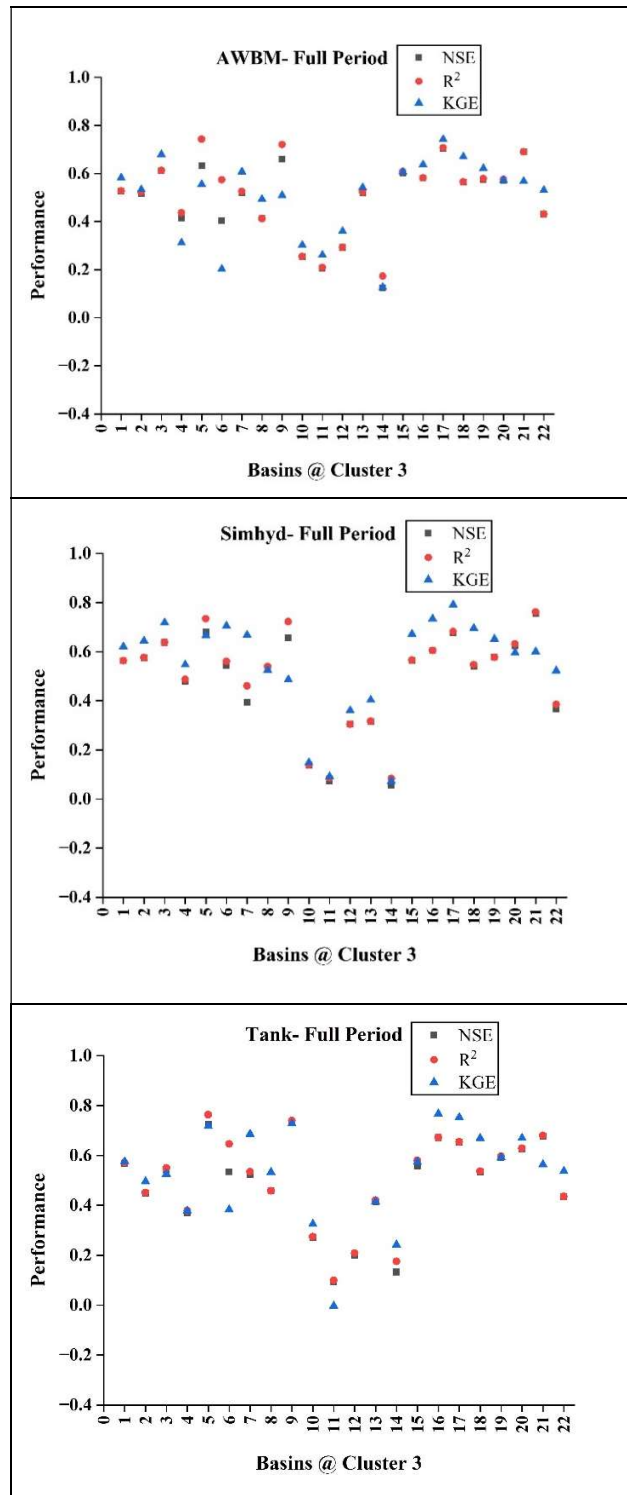 AWBM- Full Period
NSE
R²
KGE
1.0
0.8
0.6
0.4
0.2
0.0
−0.2
−0.4
Performance
0 1 2 3 4 5 6 7 8 9 10 11 12 13 14 15 16 17 18 19 20 21 22
Basins @ Cluster 3
Simhyd- Full Period
NSE
R²
KGE
1.0
0.8
0.6
0.4
0.2
0.0
−0.4
Performance
0 1 2 3 4 5 6 7 8 9 10 11 12 13 14 15 16 17 18 19 20 21 22
Basins @ Cluster 3
Tank- Full Period
NSE
R²
KGE
1.0
0.8
0.6
0.4
0.2
0.0
−0.2
−0.4
Performance
0 1 2 3 4 5 6 7 8 9 10 11 12 13 14 15 16 17 18 19 20 21 22
Basins @ Cluster 3